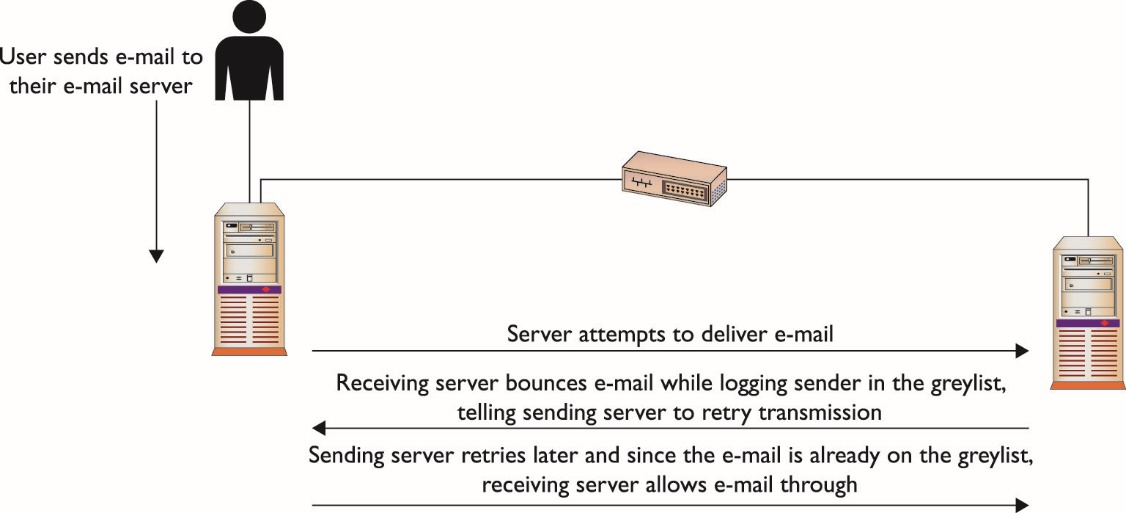 User sends e-mail to
their e-mail server
Server attempts to deliver e-mail
Receiving server bounces e-mail while logging sender in the greylist,
telling sending server to retry transmission
Sending server retries later and since the e-mail is already on the greylist,
receiving server allows e-mail through